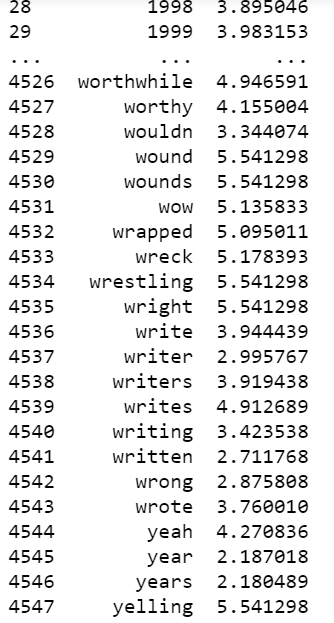 28 1998 3.895046
29 1999 3.983153
... ... ...
4526 worthwhile 4.946591
4527 worthy 4.155004
4528 wouldn 3.344074
4529 wound 5.541298
4530 wounds 5.541298
4531 wow 5.135833
4532 wrapped 5.095011
4533 wreck 5.178393
4534 wrestling 5.541298
4535 wright 5.541298
4536 write 3.944439
4537 writer 2.995767
4538 writers 3.919438
4539 writes 4.912689
4540 writing 3.423538
4541 written 2.711768
4542 wrong 2.875808
4543 wrote 3.760010
4544 yeah 4.270836
4545 year 2.187018
4546 years 2.180489
4547 yelling 5.541298